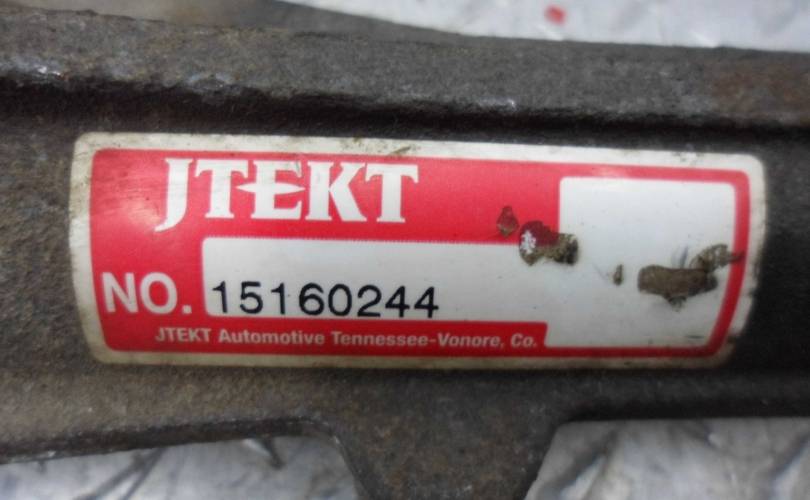 JTEKT
NO. 15160244
JTEKT Automotive Tennessee-Vonore, Co.